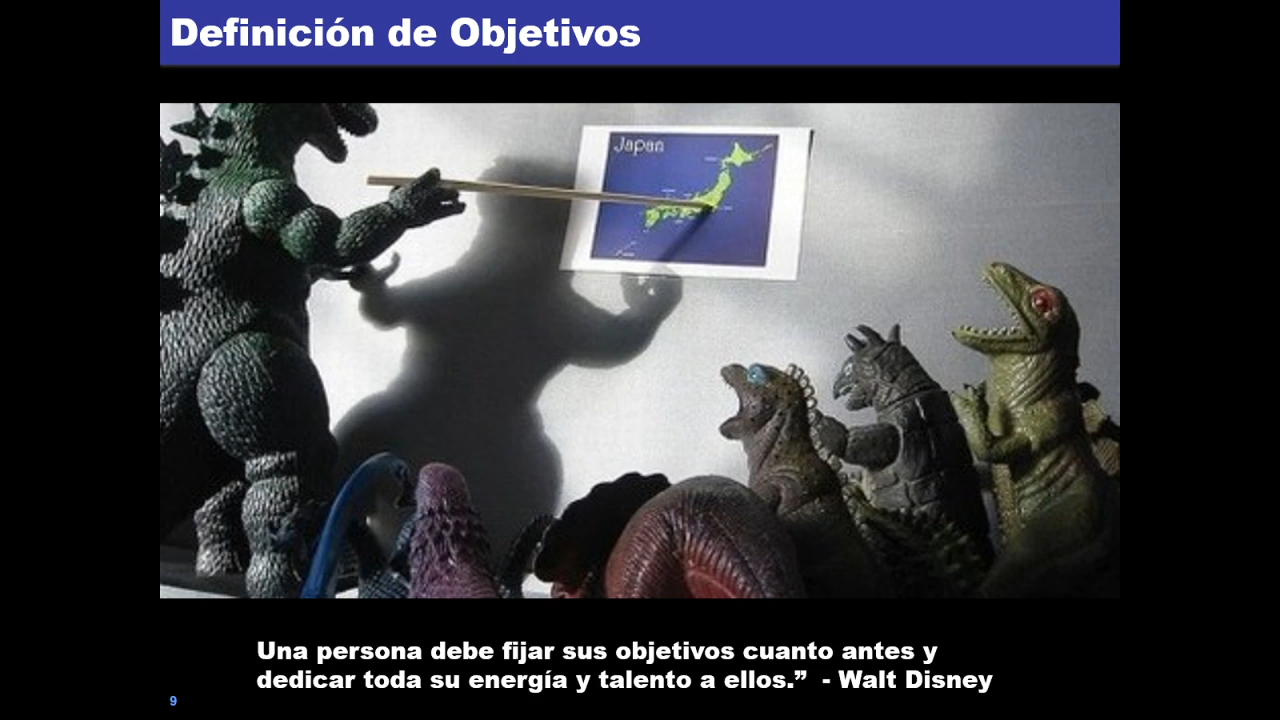 Definición de Objetivos
Japan
Una persona debe fijar sus objetivos cuanto antes y
dedicar toda su energía y talento a ellos.” - Walt Disney
9